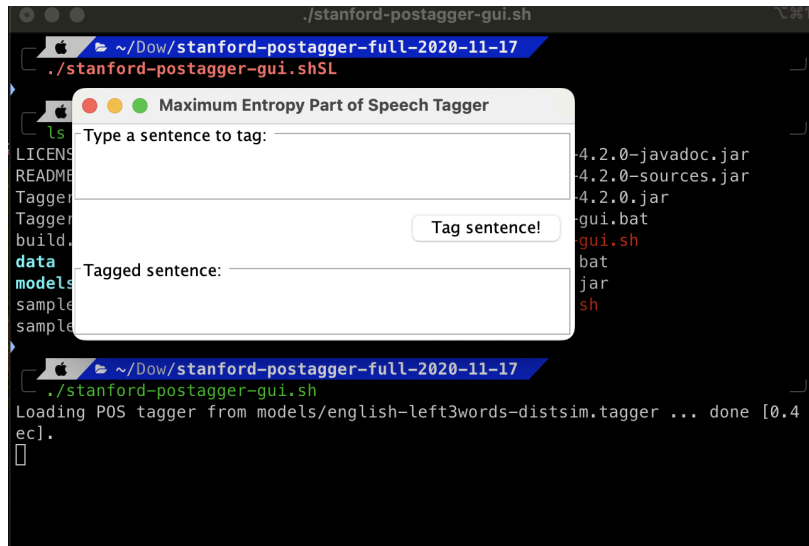 ./stanford-postagger-gui.sh
~/Dow/stanford-postagger-full-2020-11-17
./stanford-postagger-gui.shSL
Maximum Entropy Part of Speech Tagger
ls
Type a sentence to tag:
LICENS
-4.2.0-javadoc.jar
README
-4.2.0-sources.jar
Tagger
-4.2.0.jar
Tagger
Tag sentence!
-gui.bat
build.
-gui.sh
data
Tagged sentence:
bat
models
jar
sample
sh
sample
~/Dow/stanford-postagger-full-2020-11-17
./stanford-postagger-gui.sh
Loading POS tagger from models/english-left3words-distsim.tagger ... done [0.4
ec].